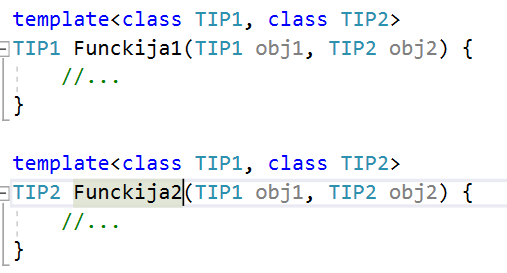 template<class TIP1, class TIP2>
TIP1 Funckija1(TIP1 obj1, TIP2 obj2) {
//...
}
template<class TIP1, class TIP2>
TIP2 Funckija2(TIP1 obj1, TIP2 obj2) {
//...
}